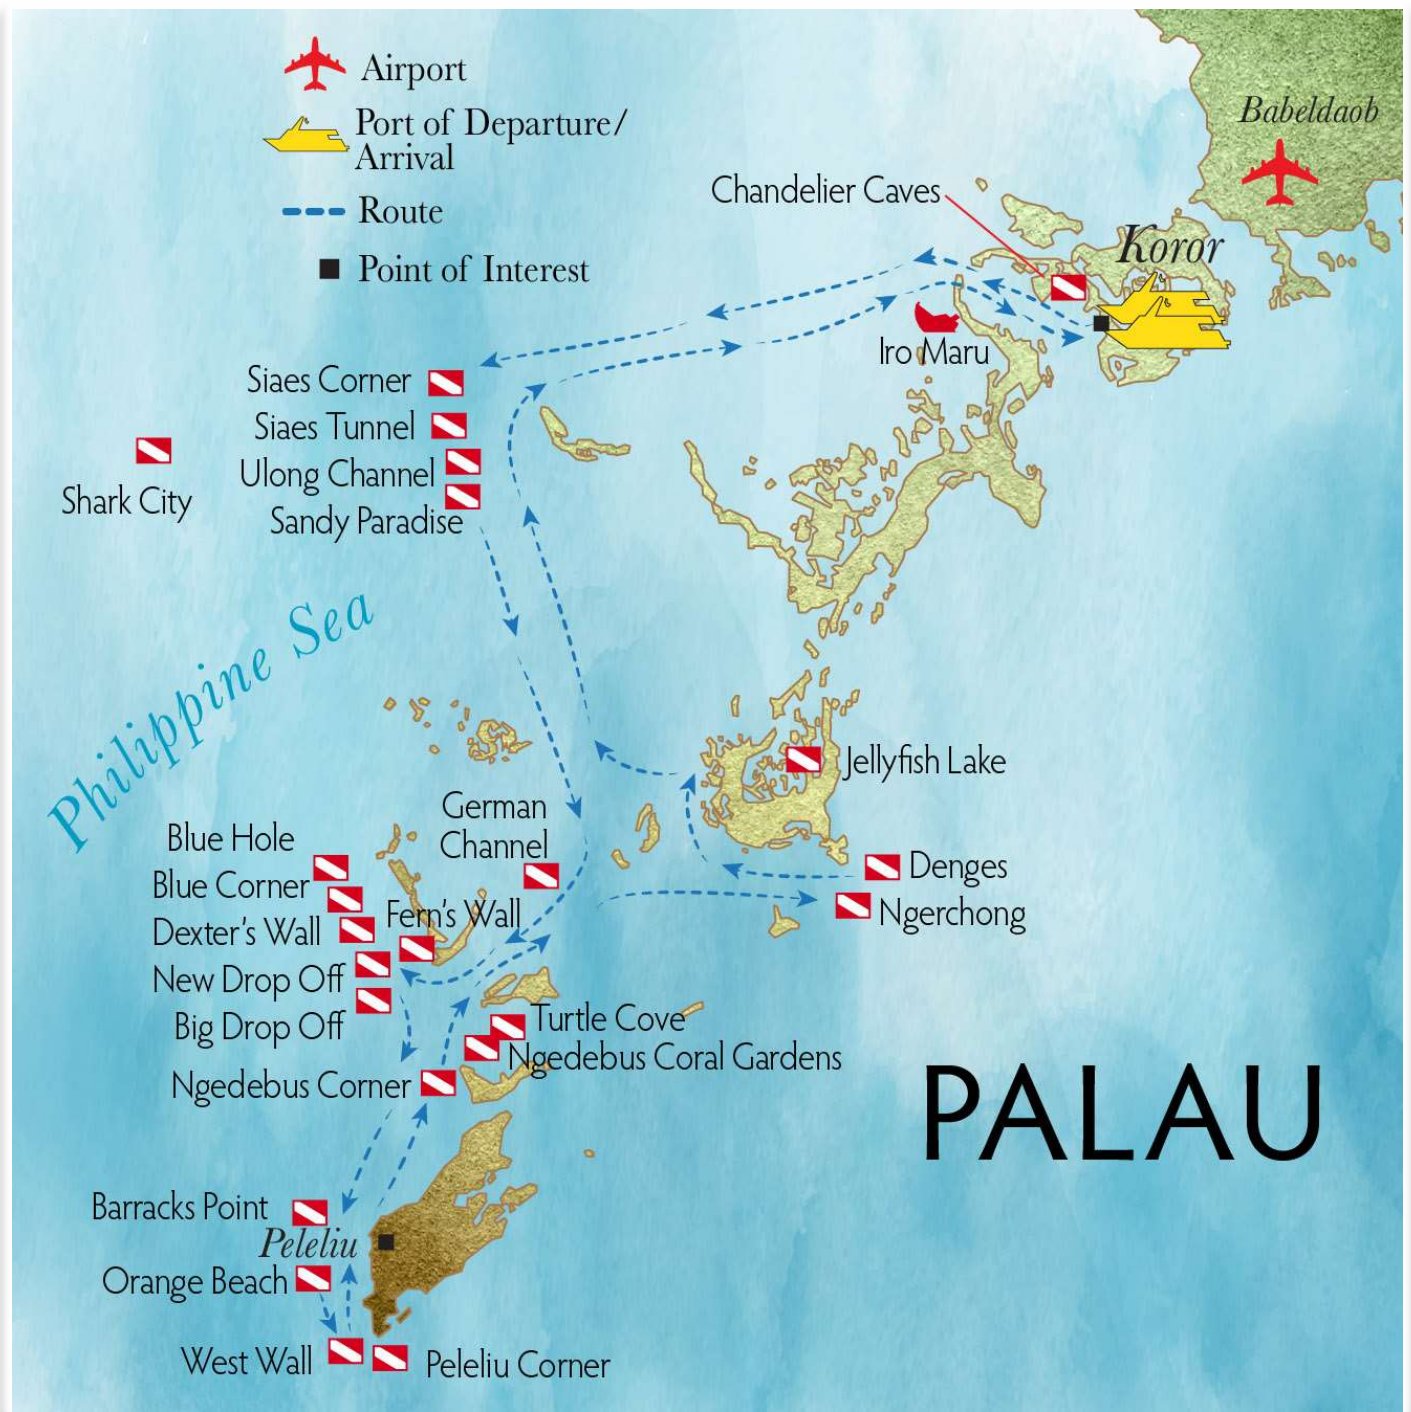 Airport
Port of Departure/
Arrival
Route
Point of Interest
Babeldaob
Chandelier Caves
Koror
Iro Maru
Siaes Corner
Siaes Tunnel
Ulong Channel
Sandy Paradise
Shark City
Philippine Sea
Jellyfish Lake
German
Channel
Blue Hole
Blue Corner
Dexter's Wall
Fern's Wall
New Drop Off
Big Drop Off
Denges
Ngerchong
Turtle Cove
Ngedebus Coral Gardens
Ngedebus Corner
PALAU
Barracks Point
Peleliu
Orange Beach
West Wall
Peleliu Corner